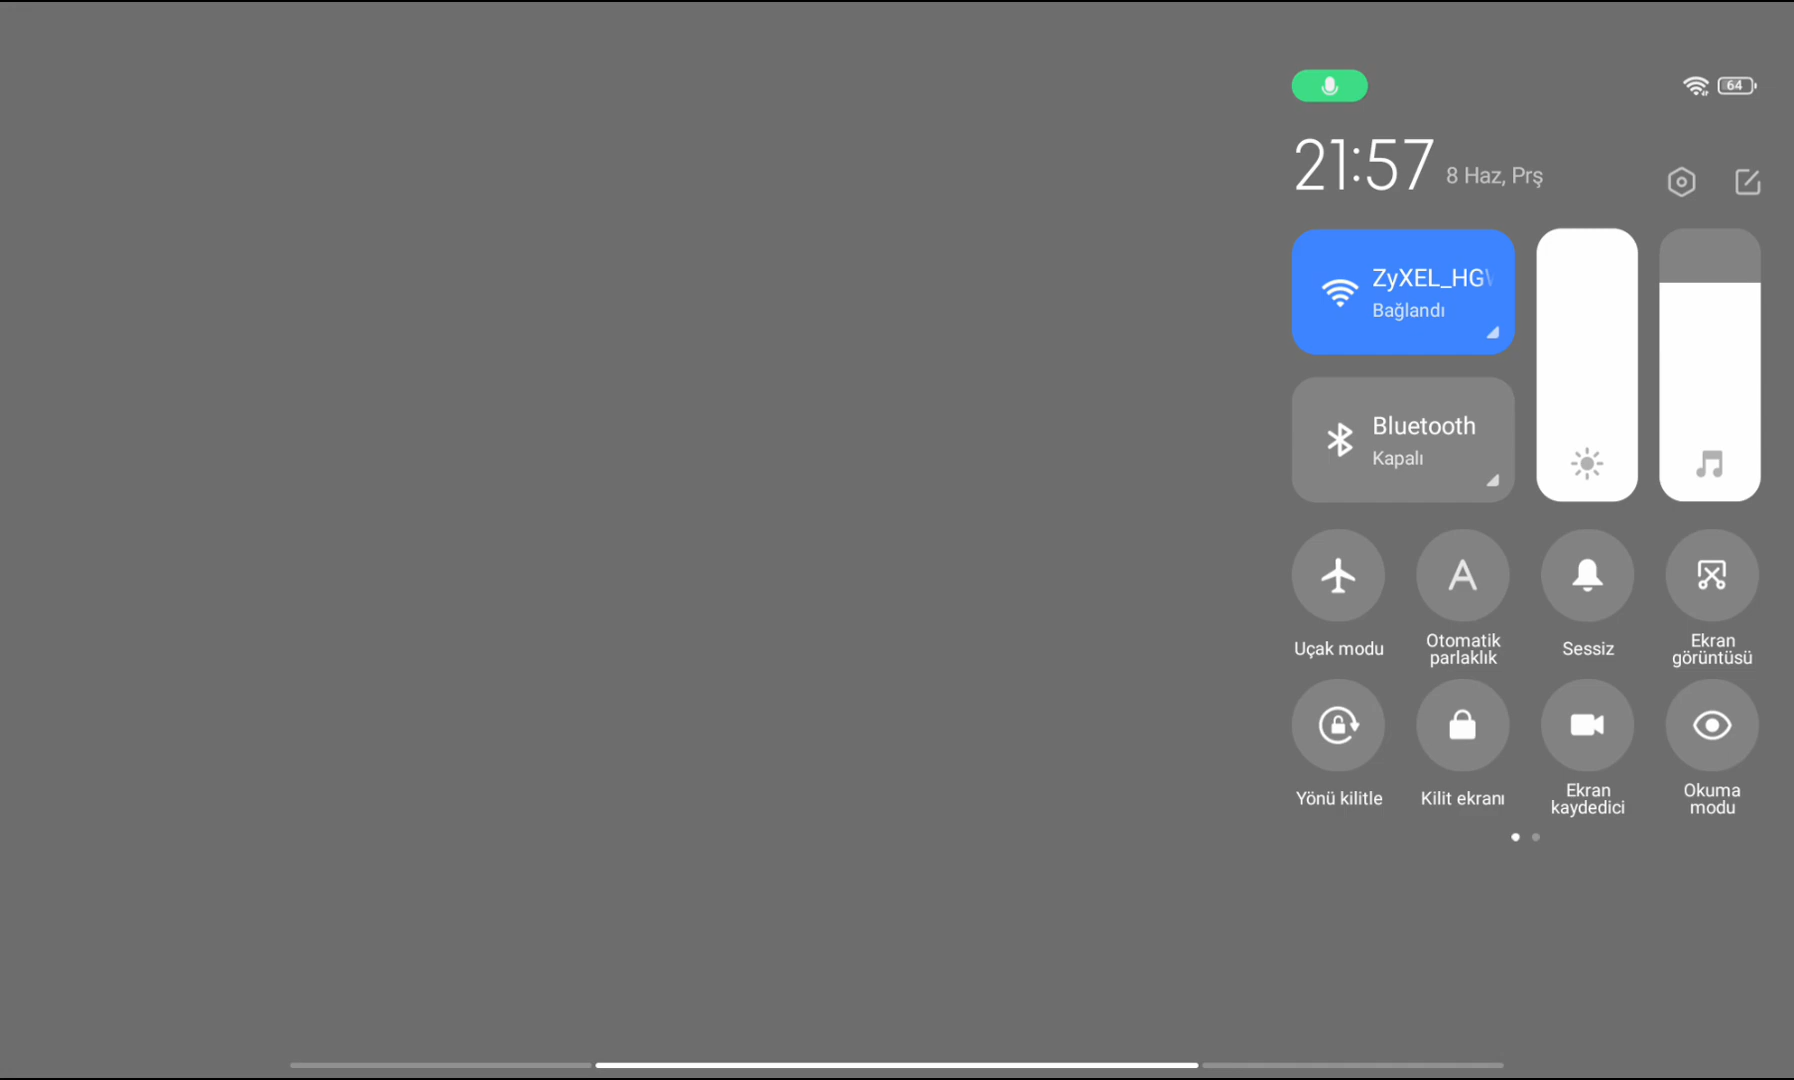 64
21:57 8 Haz, Prş
ZyXEL_HG
Bağlandı
Bluetooth
Kapalı
Uçak modu
Otomatik
parlaklık
Sessiz
Ekran
görüntüsü
Yönü kilitle
Kilit ekranı
Ekran
kaydedici
Okuma
modu